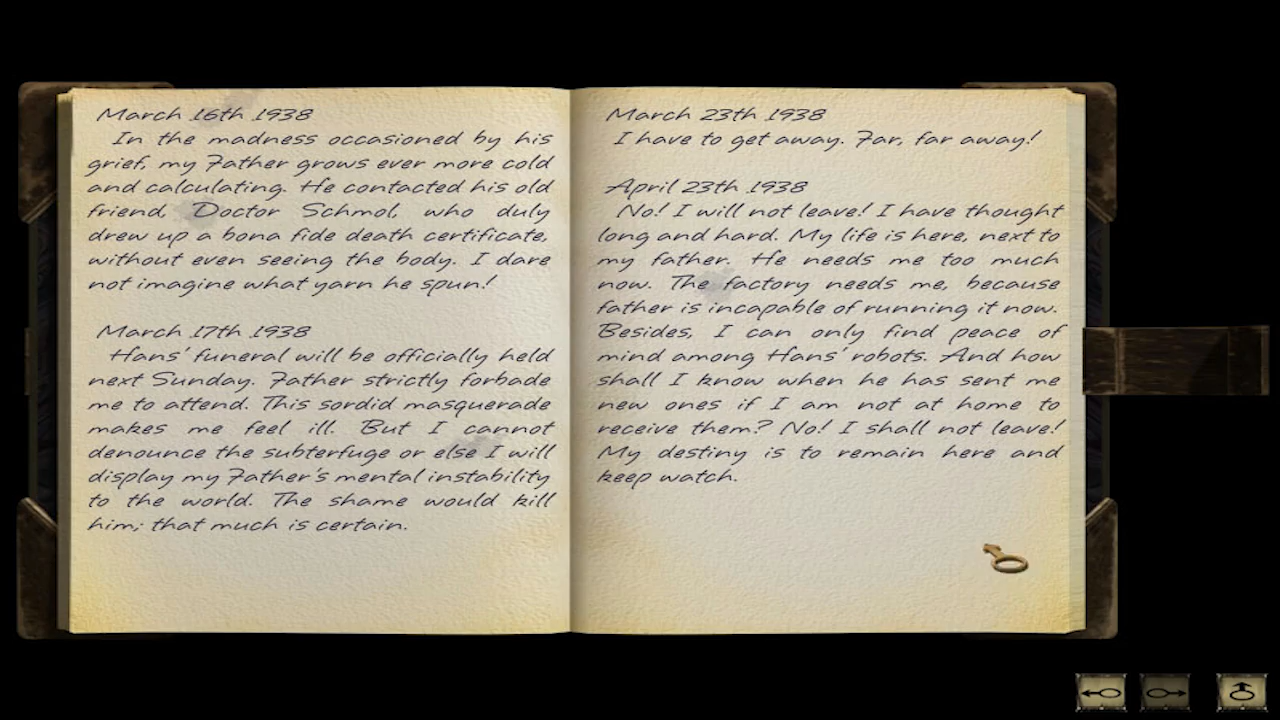 March 16th 1938
In the madness occasioned by his
grief, my Father grows ever more cold
and calculating. He contacted his old
friend, Doctor Schmol, who duly
drew up a bona fide death certificate,
without even seeing the body. I dare
not imagine what yarn he spun!
March 17th 1938
Hans' funeral will be officially held
next Sunday. Father strictly forbade
me to attend. This sordid masquerade
makes me feel ill. But I cannot
denounce the subterfuge or else I will
display my Father's mental instability
to the world. The shame would kill
him; that much is certain.
March 23th 1938
I have to get away. Far, far away!
April 23th 1938
No! I will not leave! I have thought
long and hard. My life is here, next to
my father. He needs me too much
now. The factory needs me, because
father is incapable of running it now.
Besides, I can only find peace of
mind among Hans' robots. And how
shall I know when he has sent me
new ones if I am not at home to
receive them? No! I shall not leave!
My destiny is to remain here and
keep watch.